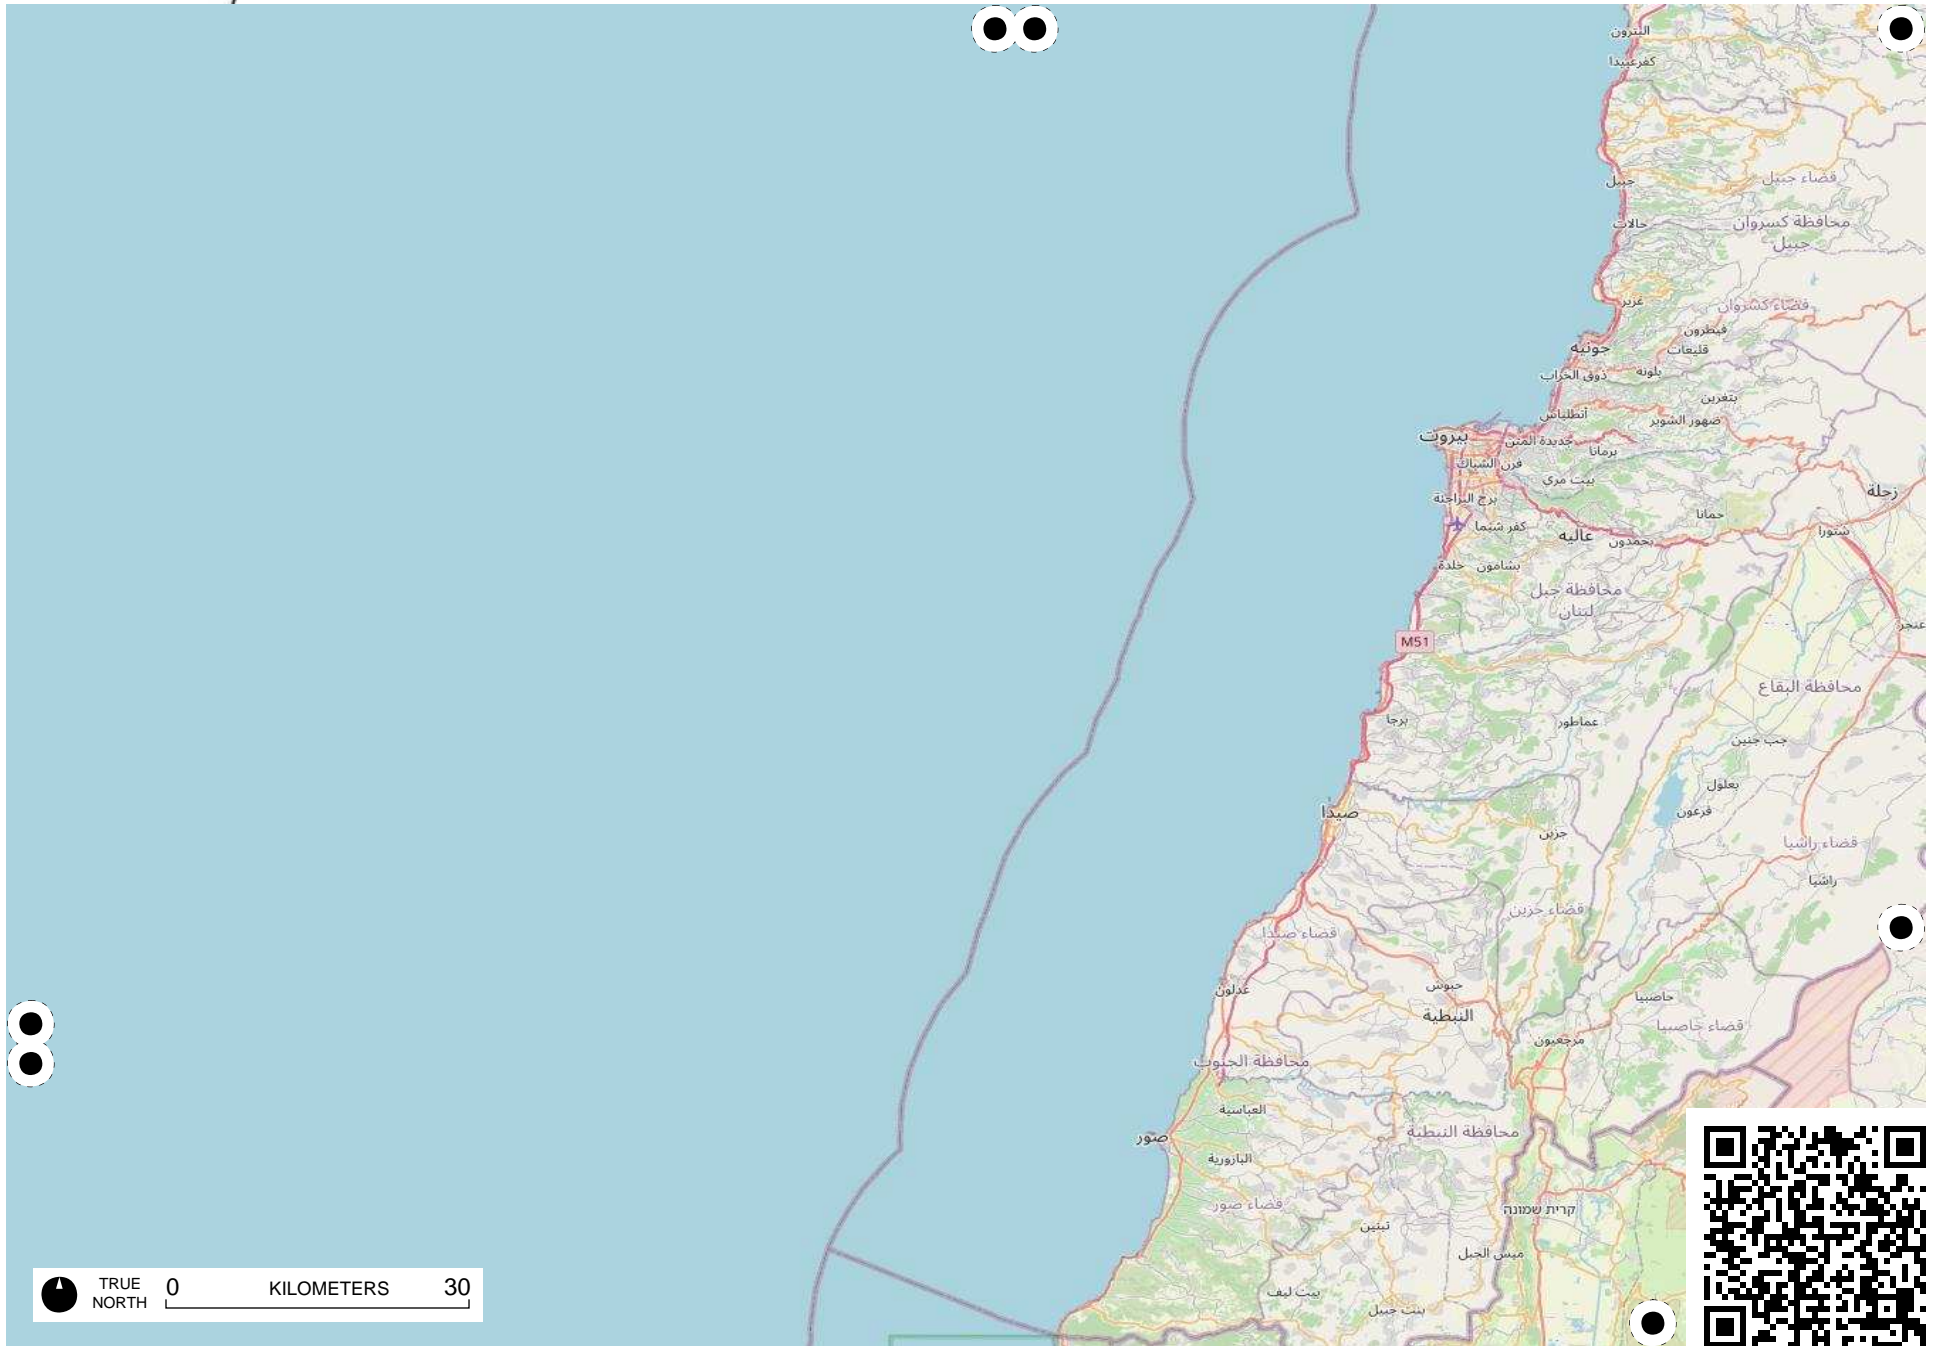 البترون
كفرعبيدا
جبيل
قضاء جبيل
حالات
محافظة كسروان
جبيل
غزير
قضاء كسروان
فيطرون
جونيه
قليعات
ذوق الخراب
بلونة
بتغرين
أنطلياس
ضهور الشوير
بيروت
جديدة المتن
برمانا
فرن الشباك
بيت مري
زحلة
برج البراجنة
حمانا
كفر شيما
عاليه
بحمدون
شتورا
خلدة
بشامون
محافظة جبل
لبنان
عنجر
M51
محافظة البقاع
برجا
عماطور
جب جنين
بعلول
صيدا
قرعون
جزين
قضاء راشيا
راشيا
قضاء جزين
قضاء صيدا
عدلون
حبوش
حاصبيا
النبطية
قضاء حاصبيا
مرجعيون
محافظة الجنوب
العباسية
صور
محافظة النبطية
البازورية
قضاء صور
קרית שמונה
تبنين
ميس الجبل
بيت ليف
بنت جبيل
TRUE
NORTH
0 KILOMETERS 30